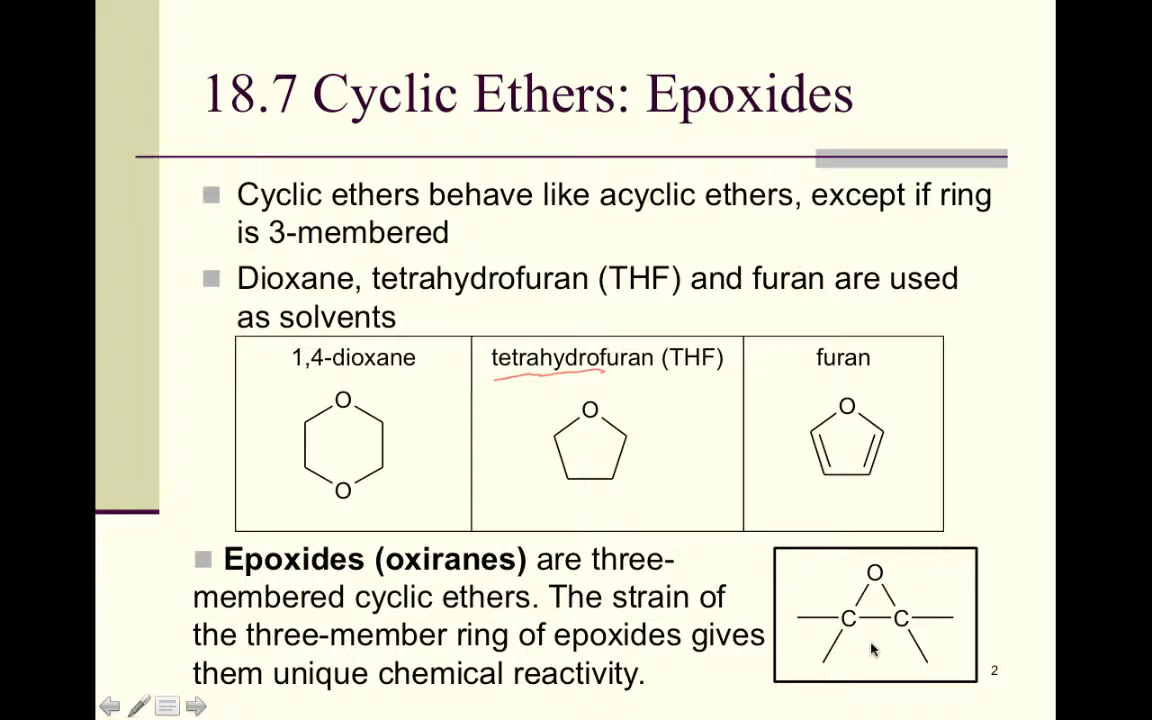 18.7 Cyclic Ethers: Epoxides
Cyclic ethers behave like acyclic ethers, except if ring
is 3-membered
Dioxane, tetrahydrofuran (THF) and furan are used
as solvents
1,4-dioxane
O
O
tetrahydrofuran (THF)
O
furan
O
Epoxides (oxiranes) are three-
membered cyclic ethers. The strain of
the three-member ring of epoxides gives
them unique chemical reactivity.
O
C C
2